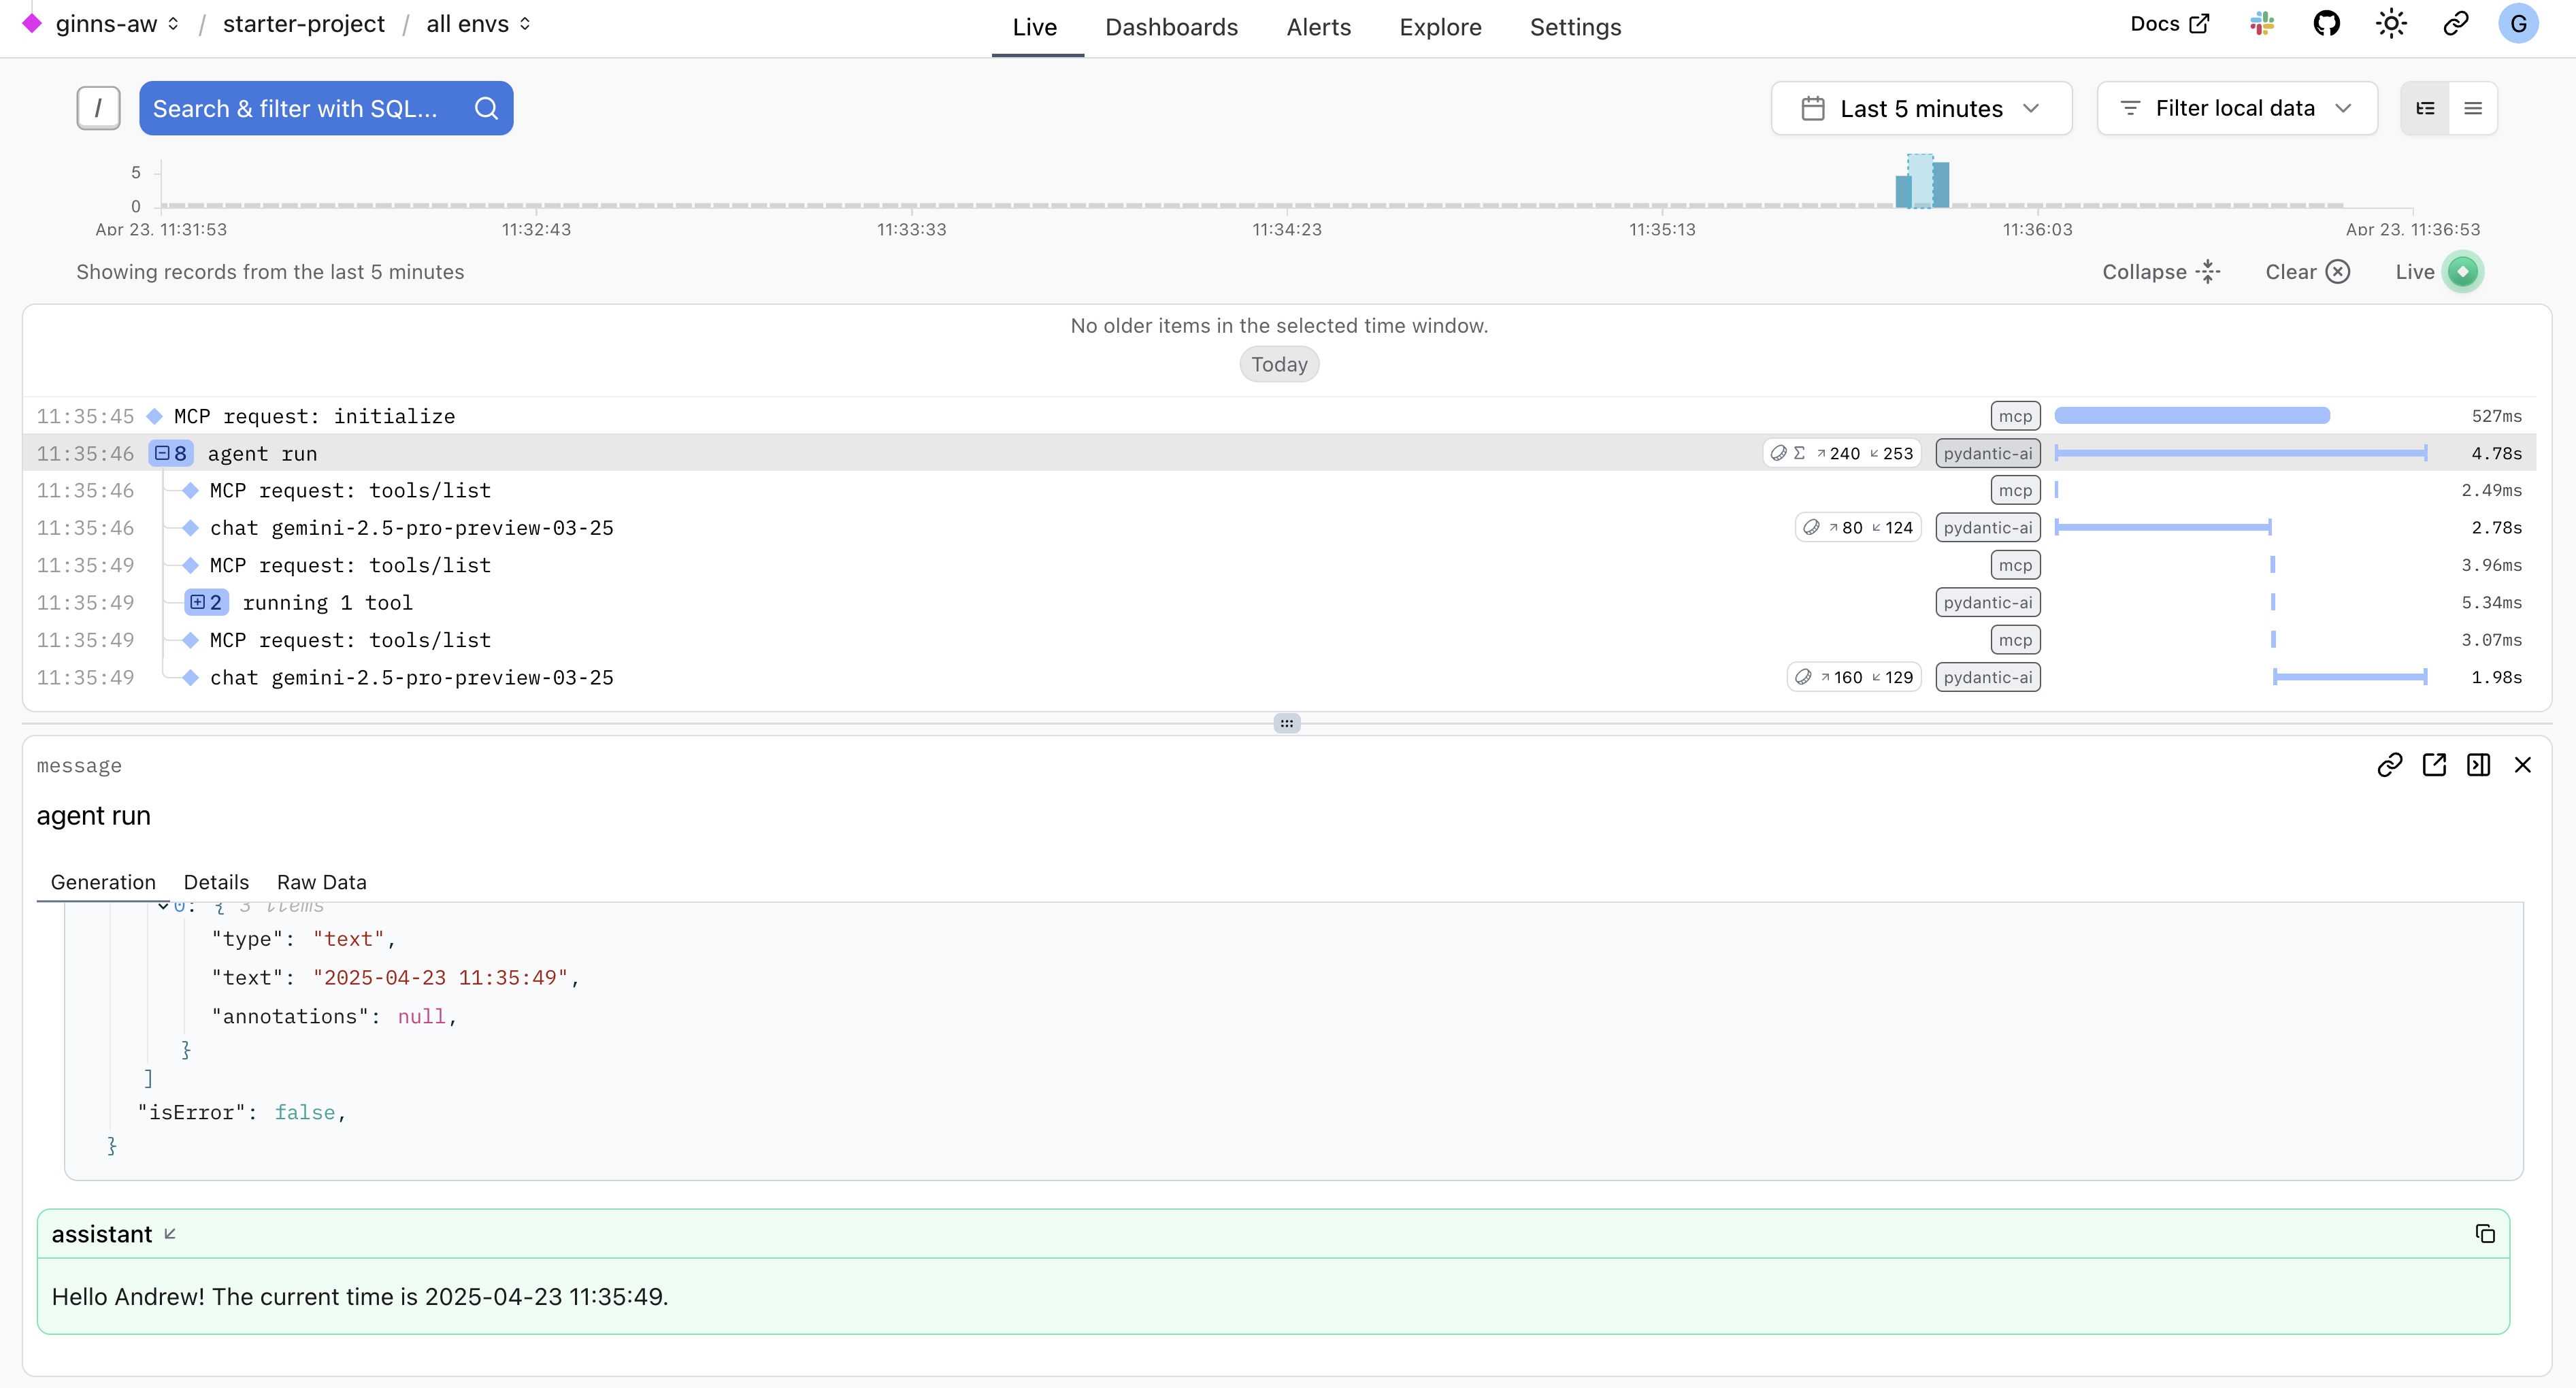 ginns-aw / starter-project / all envs
Live Dashboards Alerts Explore Settings
Docs G
/ Search & filter with SQL... Last 5 minutes Filter local data
5
0
Apr 23, 11:31:53 11:32:43 11:33:33 11:34:23 11:35:13 11:36:03 Apr 23, 11:36:53
Showing records from the last 5 minutes Collapse Clear Live
No older items in the selected time window.
Today
11:35:45 MCP request: initialize mcp 527ms
11:35:46 8 agent run Σ ↗240 ↙253 pydantic-ai 4.78s
11:35:46 MCP request: tools/list mcp 2.49ms
11:35:46 chat gemini-2.5-pro-preview-03-25 ↗80 ↙124 pydantic-ai 2.78s
11:35:49 MCP request: tools/list mcp 3.96ms
11:35:49 2 running 1 tool pydantic-ai 5.34ms
11:35:49 MCP request: tools/list mcp 3.07ms
11:35:49 chat gemini-2.5-pro-preview-03-25 ↗160 ↙129 pydantic-ai 1.98s
message
agent run
Generation Details Raw Data
0: { 3 items
"type": "text",
"text": "2025-04-23 11:35:49",
"annotations": null,
}
]
"isError": false,
}
assistant ↙
Hello Andrew! The current time is 2025-04-23 11:35:49.